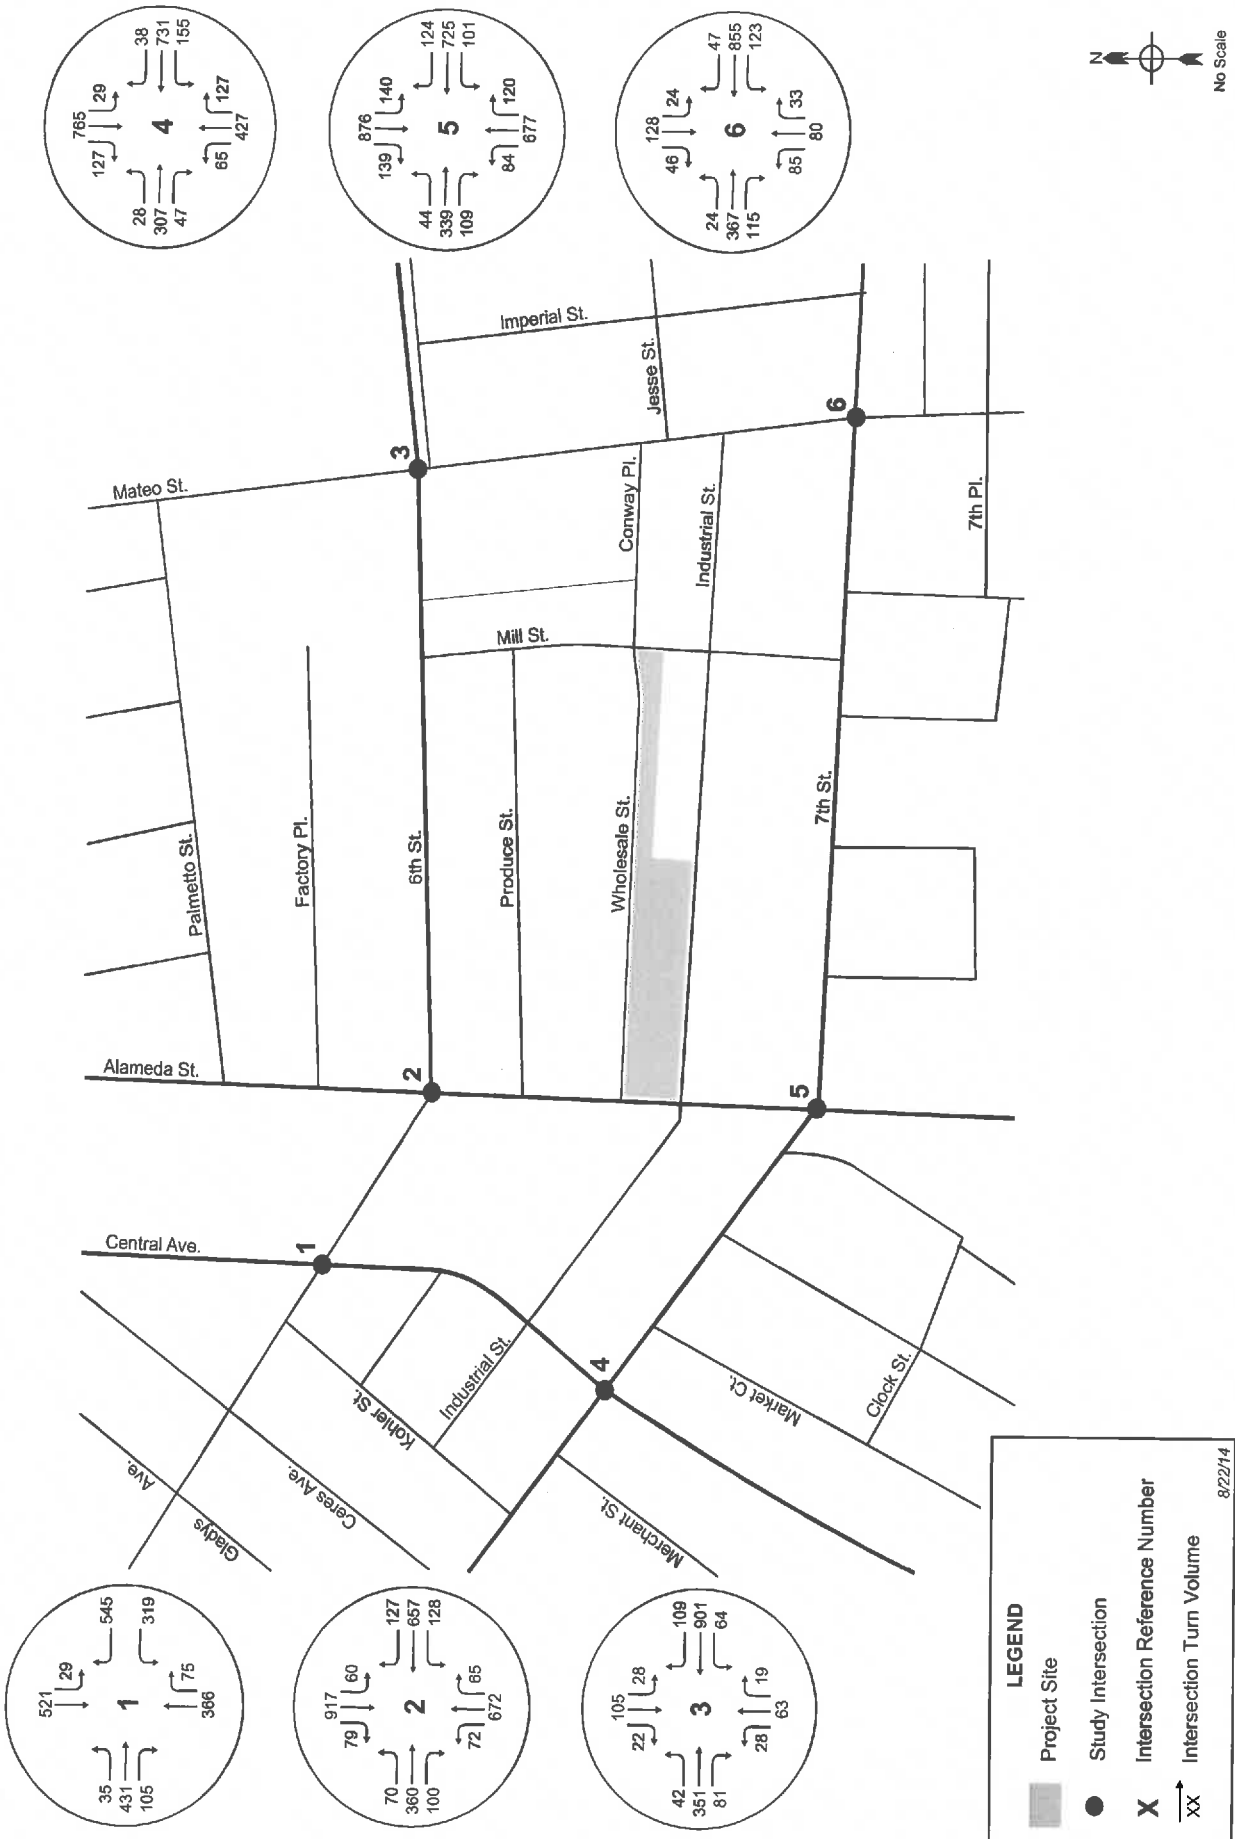 38
731
155
29
765
127
4
127
427
65
28
307
47
124
725
101
140
876
139
5
120
677
84
44
339
109
47
855
123
24
128
46
6
33
80
85
24
367
115
N
No Scale
Imperial St.
Jesse St.
3
6
Mateo St.
Conway Pl.
Industrial St.
7th Pl.
Mill St.
Palmetto St.
Factory Pl.
6th St.
Produce St.
Wholesale St.
7th St.
Alameda St.
2
5
Central Ave.
1
4
Industrial St.
Kohler St.
Market Ct.
Clock St.
Gladys
Ave.
Ceres Ave.
Merchant St.
545
319
29
521
1
75
366
35
431
105
127
657
128
60
917
79
2
65
672
72
70
360
100
109
901
64
28
105
22
3
19
63
28
42
351
81
LEGEND
Project Site
Study Intersection
X Intersection Reference Number
XX Intersection Turn Volume
8/22/14